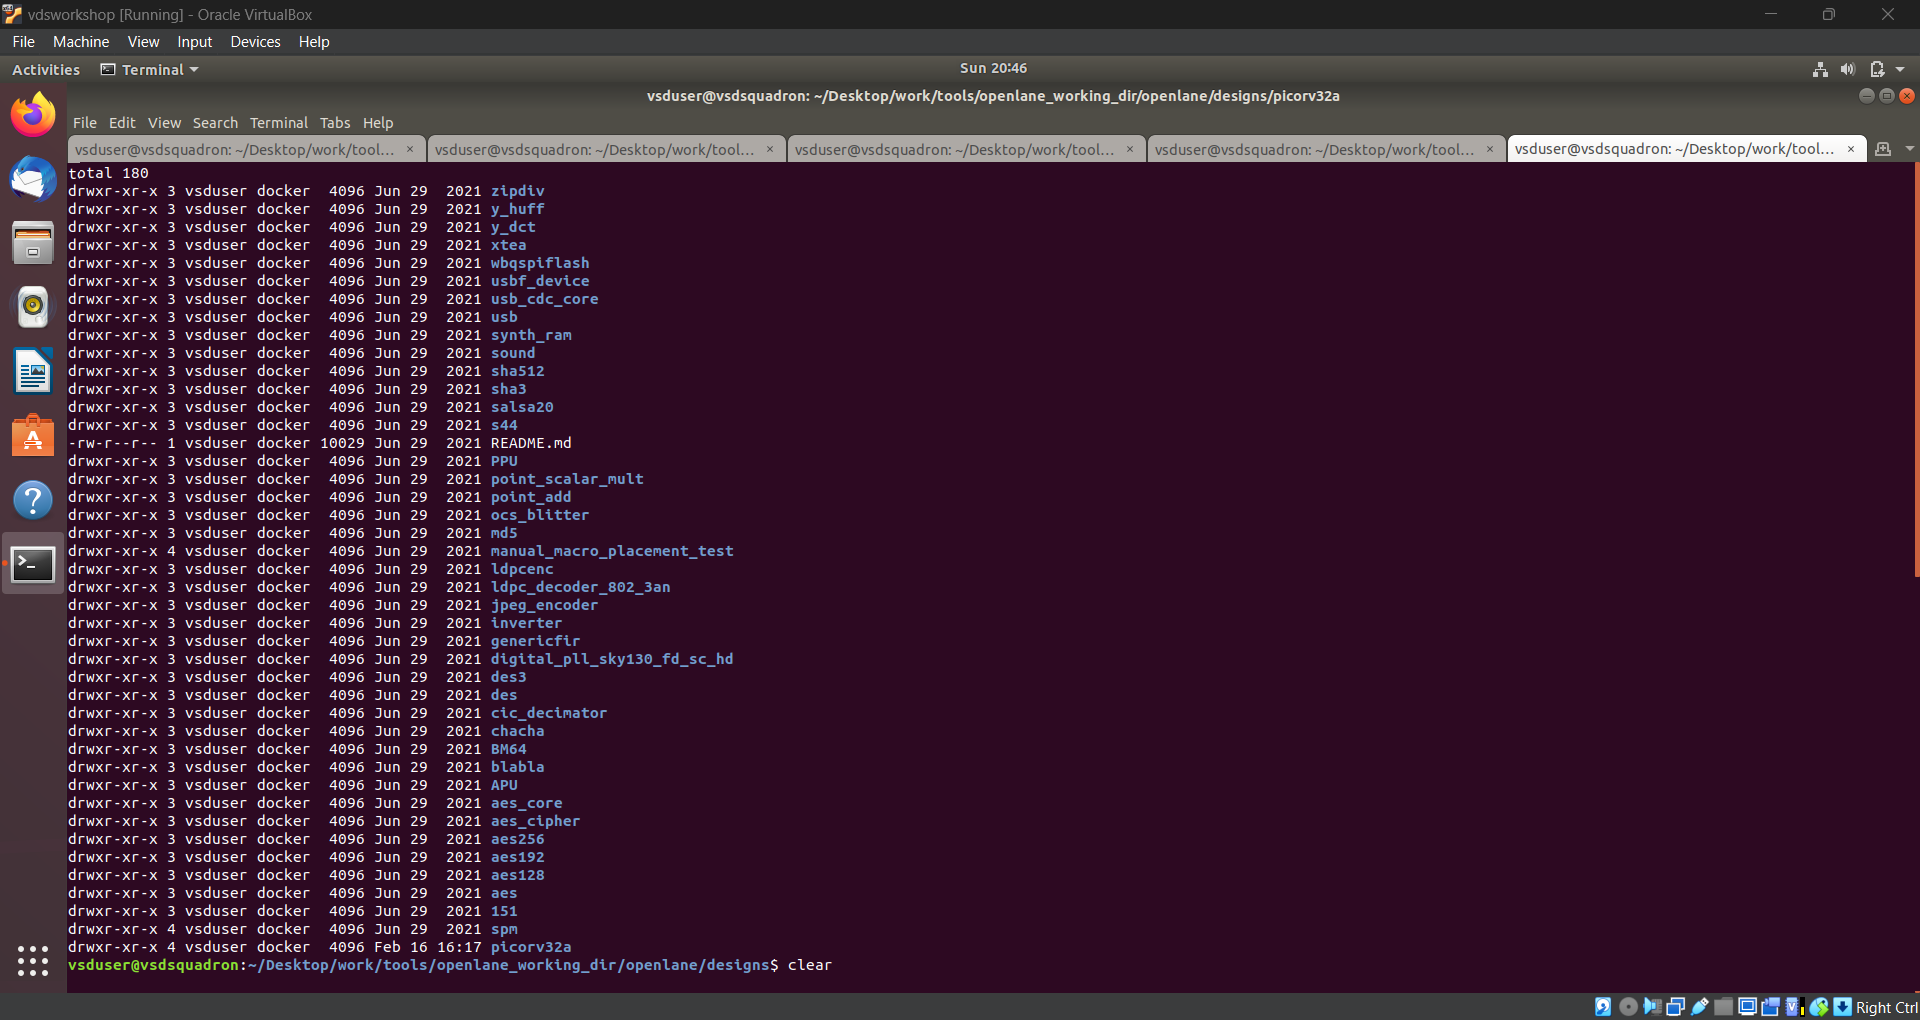 vdsworkshop [Running] - Oracle VirtualBox
File Machine View Input Devices Help
Activities Terminal Sun 20:46
vsduser@vsdsquadron: ~/Desktop/work/tools/openlane_working_dir/openlane/designs/picorv32a
File Edit View Search Terminal Tabs Help
vsduser@vsdsquadron: ~/Desktop/work/tool... × vsduser@vsdsquadron: ~/Desktop/work/tool... × vsduser@vsdsquadron: ~/Desktop/work/tool... × vsduser@vsdsquadron: ~/Desktop/work/tool... × vsduser@vsdsquadron: ~/Desktop/work/tool... ×
total 180
drwxr-xr-x 3 vsduser docker  4096 Jun 29  2021 zipdiv
drwxr-xr-x 3 vsduser docker  4096 Jun 29  2021 y_huff
drwxr-xr-x 3 vsduser docker  4096 Jun 29  2021 y_dct
drwxr-xr-x 3 vsduser docker  4096 Jun 29  2021 xtea
drwxr-xr-x 3 vsduser docker  4096 Jun 29  2021 wbqspiflash
drwxr-xr-x 3 vsduser docker  4096 Jun 29  2021 usbf_device
drwxr-xr-x 3 vsduser docker  4096 Jun 29  2021 usb_cdc_core
drwxr-xr-x 3 vsduser docker  4096 Jun 29  2021 usb
drwxr-xr-x 3 vsduser docker  4096 Jun 29  2021 synth_ram
drwxr-xr-x 3 vsduser docker  4096 Jun 29  2021 sound
drwxr-xr-x 3 vsduser docker  4096 Jun 29  2021 sha512
drwxr-xr-x 3 vsduser docker  4096 Jun 29  2021 sha3
drwxr-xr-x 3 vsduser docker  4096 Jun 29  2021 salsa20
drwxr-xr-x 3 vsduser docker  4096 Jun 29  2021 s44
-rw-r--r-- 1 vsduser docker 10029 Jun 29  2021 README.md
drwxr-xr-x 3 vsduser docker  4096 Jun 29  2021 PPU
drwxr-xr-x 3 vsduser docker  4096 Jun 29  2021 point_scalar_mult
drwxr-xr-x 3 vsduser docker  4096 Jun 29  2021 point_add
drwxr-xr-x 3 vsduser docker  4096 Jun 29  2021 ocs_blitter
drwxr-xr-x 3 vsduser docker  4096 Jun 29  2021 md5
drwxr-xr-x 4 vsduser docker  4096 Jun 29  2021 manual_macro_placement_test
drwxr-xr-x 3 vsduser docker  4096 Jun 29  2021 ldpcenc
drwxr-xr-x 3 vsduser docker  4096 Jun 29  2021 ldpc_decoder_802_3an
drwxr-xr-x 3 vsduser docker  4096 Jun 29  2021 jpeg_encoder
drwxr-xr-x 3 vsduser docker  4096 Jun 29  2021 inverter
drwxr-xr-x 3 vsduser docker  4096 Jun 29  2021 genericfir
drwxr-xr-x 3 vsduser docker  4096 Jun 29  2021 digital_pll_sky130_fd_sc_hd
drwxr-xr-x 3 vsduser docker  4096 Jun 29  2021 des3
drwxr-xr-x 3 vsduser docker  4096 Jun 29  2021 des
drwxr-xr-x 3 vsduser docker  4096 Jun 29  2021 cic_decimator
drwxr-xr-x 3 vsduser docker  4096 Jun 29  2021 chacha
drwxr-xr-x 3 vsduser docker  4096 Jun 29  2021 BM64
drwxr-xr-x 3 vsduser docker  4096 Jun 29  2021 blabla
drwxr-xr-x 3 vsduser docker  4096 Jun 29  2021 APU
drwxr-xr-x 3 vsduser docker  4096 Jun 29  2021 aes_core
drwxr-xr-x 3 vsduser docker  4096 Jun 29  2021 aes_cipher
drwxr-xr-x 3 vsduser docker  4096 Jun 29  2021 aes256
drwxr-xr-x 3 vsduser docker  4096 Jun 29  2021 aes192
drwxr-xr-x 3 vsduser docker  4096 Jun 29  2021 aes128
drwxr-xr-x 3 vsduser docker  4096 Jun 29  2021 aes
drwxr-xr-x 3 vsduser docker  4096 Jun 29  2021 151
drwxr-xr-x 4 vsduser docker  4096 Jun 29  2021 spm
drwxr-xr-x 4 vsduser docker  4096 Feb 16 16:17 picorv32a
vsduser@vsdsquadron:~/Desktop/work/tools/openlane_working_dir/openlane/designs$ clear
Right Ctrl